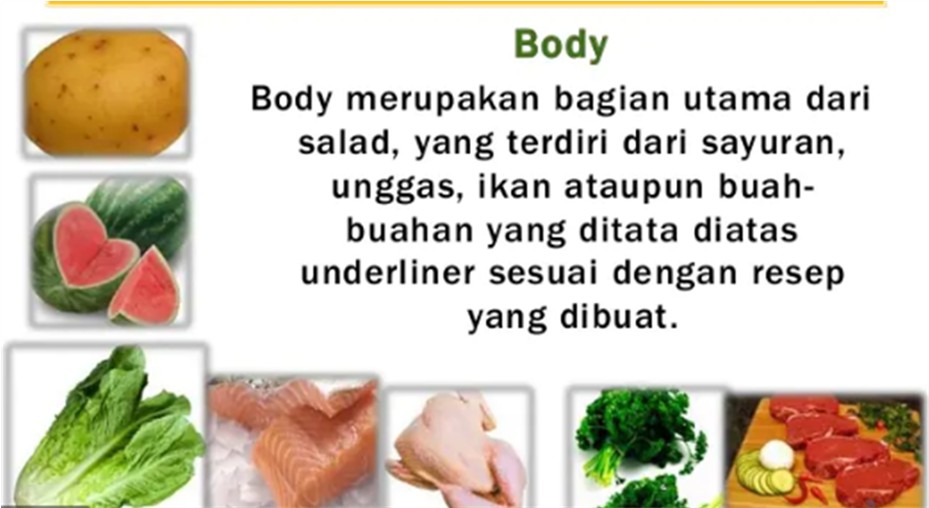 Body
Body merupakan bagian utama dari
salad, yang terdiri dari sayuran,
unggas, ikan ataupun buah-
buahan yang ditata diatas
underliner sesuai dengan resep
yang dibuat.